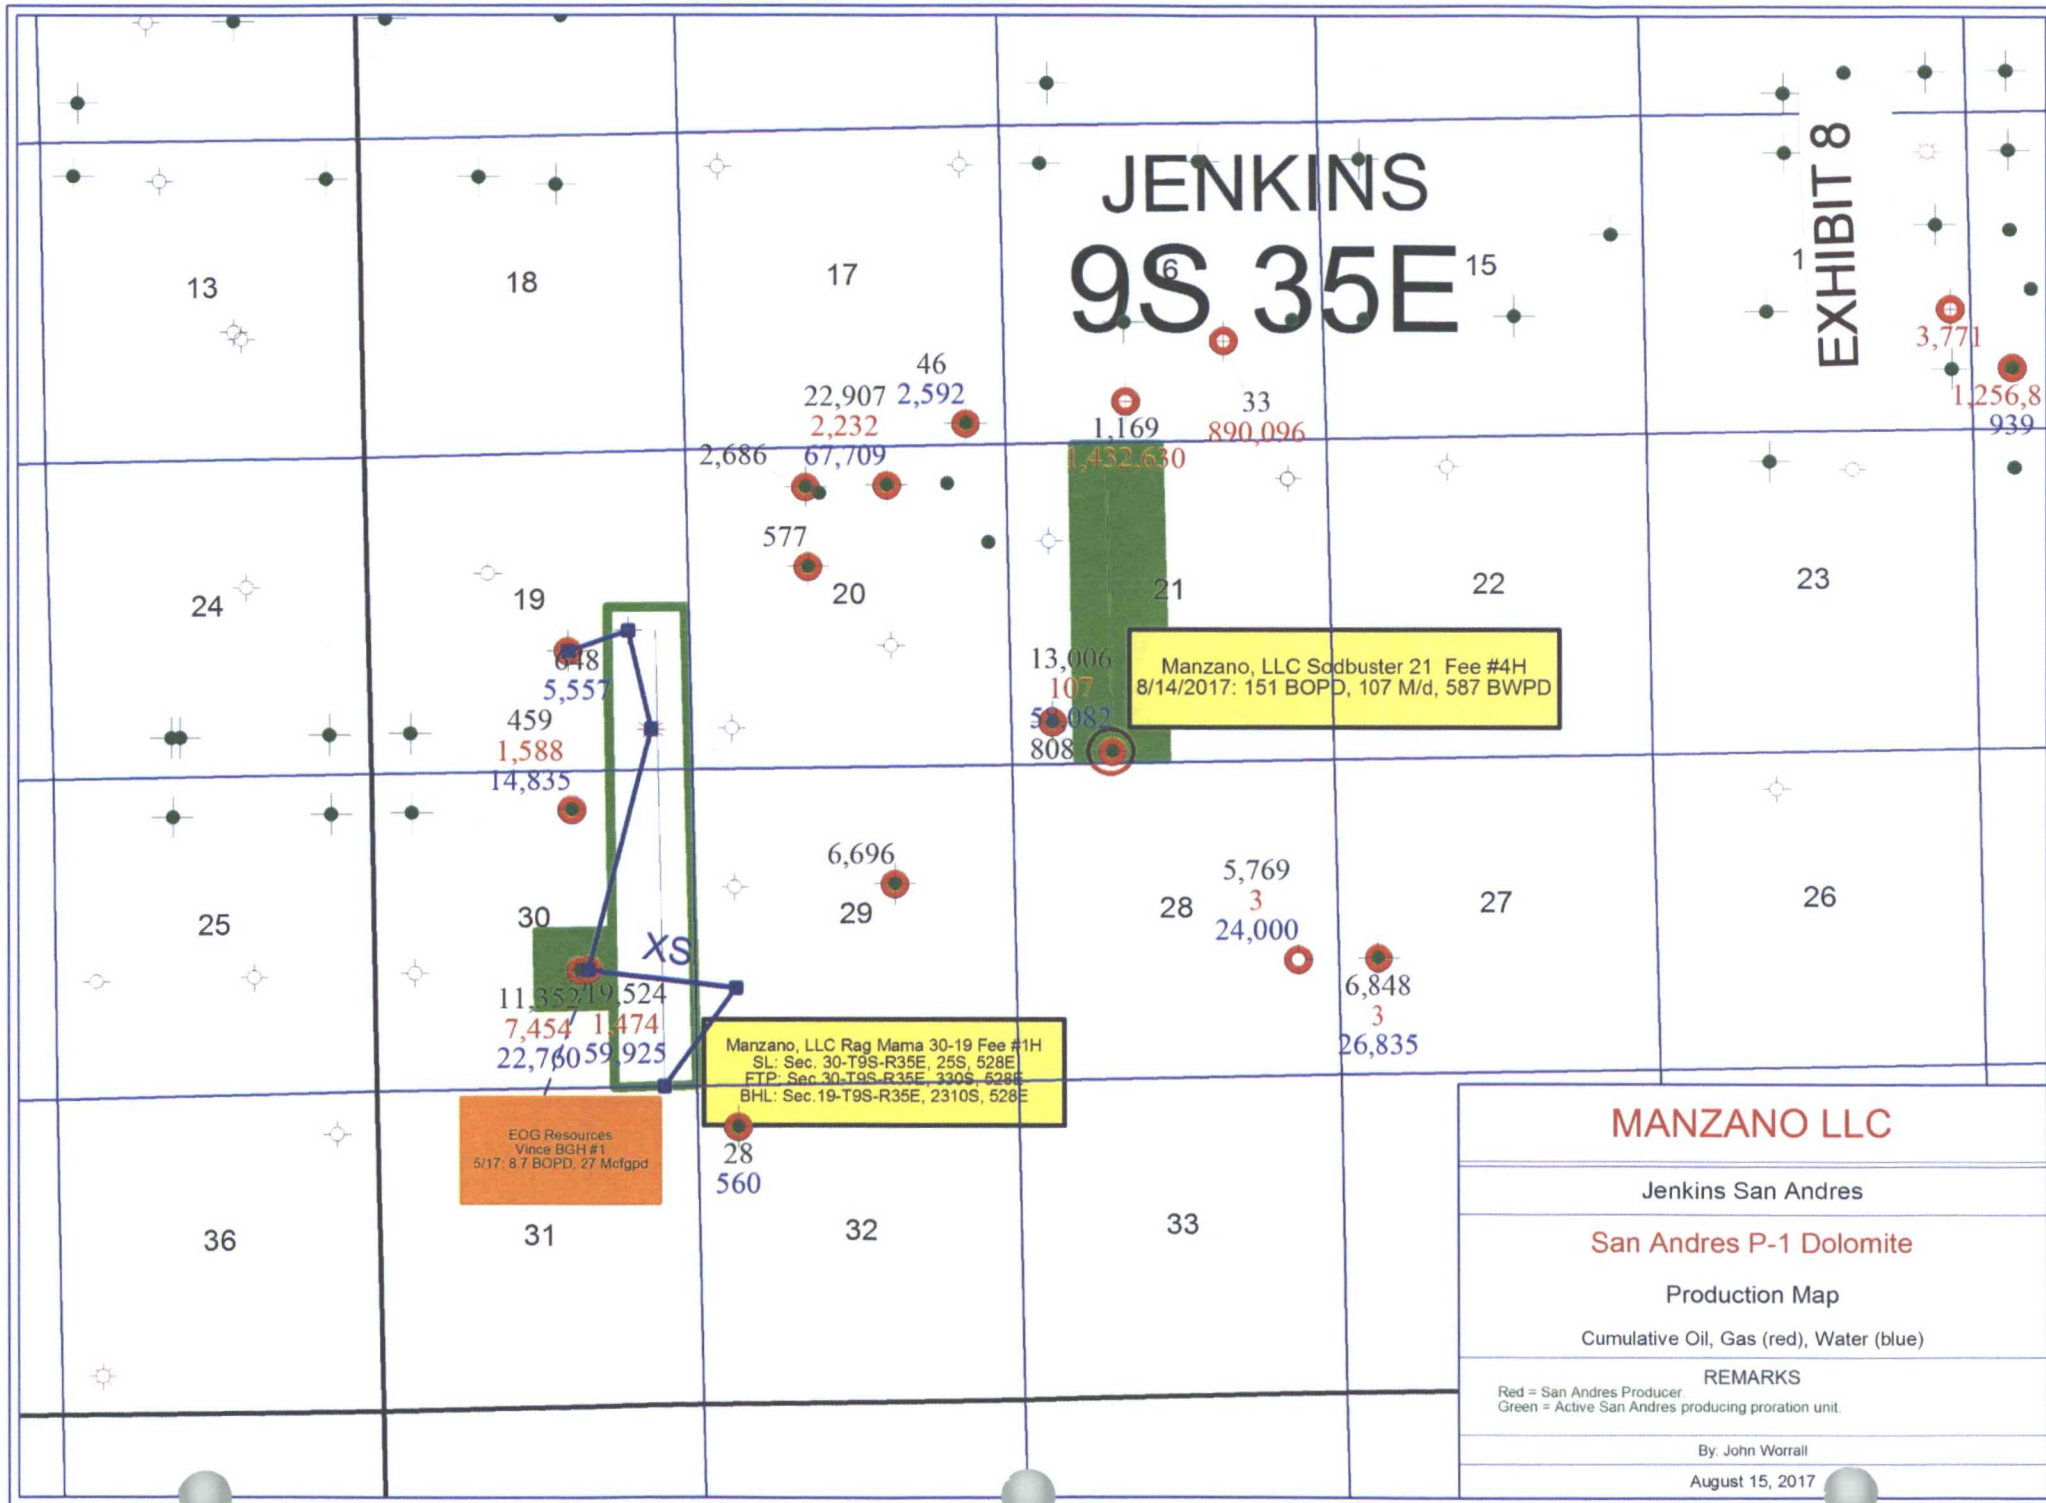 JENKINS
9S 35E
EXHIBIT 8
13
18
17
6
15
1
3,771
1,256,8
939
46
2,592
22,907
2,232
67,709
2,686
577
1,169
1,432,630
33
890,096
24
19
20
21
22
23
648
5,557
459
1,588
14,835
13,006
107
808
Manzano, LLC Sodbuster 21 Fee #4H
8/14/2017: 151 BOPD, 107 M/d, 587 BWPD
25
30
29
28
27
26
6,696
5,769
3
24,000
6,848
3
26,835
XS
11,352
7,454
22,760
19,524
1,474
59,925
Manzano, LLC Rag Mama 30-19 Fee #1H
SL: Sec. 30-T9S-R35E, 25S, 528E
FTP: Sec.30-T9S-R35E, 330S, 528E
BHL: Sec.19-T9S-R35E, 2310S, 528E
EOG Resources
Vince BGH #1
5/17: 8.7 BOPD, 27 Mcfgpd
28
560
36
31
32
33
MANZANO LLC
Jenkins San Andres
San Andres P-1 Dolomite
Production Map
Cumulative Oil, Gas (red), Water (blue)
REMARKS
Red = San Andres Producer.
Green = Active San Andres producing proration unit.
By: John Worrall
August 15, 2017